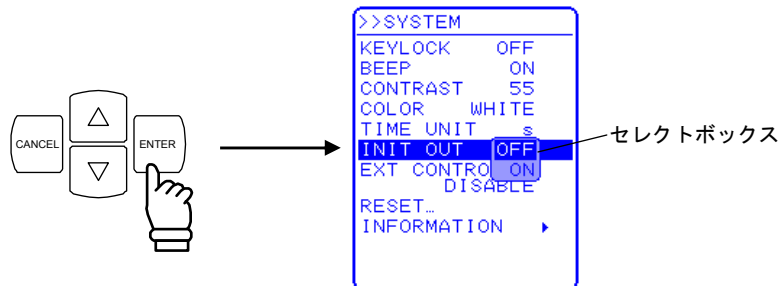 CANCEL
△
▽
ENTER
>>SYSTEM
KEYLOCK OFF
BEEP ON
CONTRAST 55
COLOR WHITE
TIME UNIT s
INIT OUT OFF
EXT CONTRO ON
DISABLE
RESET…
INFORMATION ▸
セレクトボックス